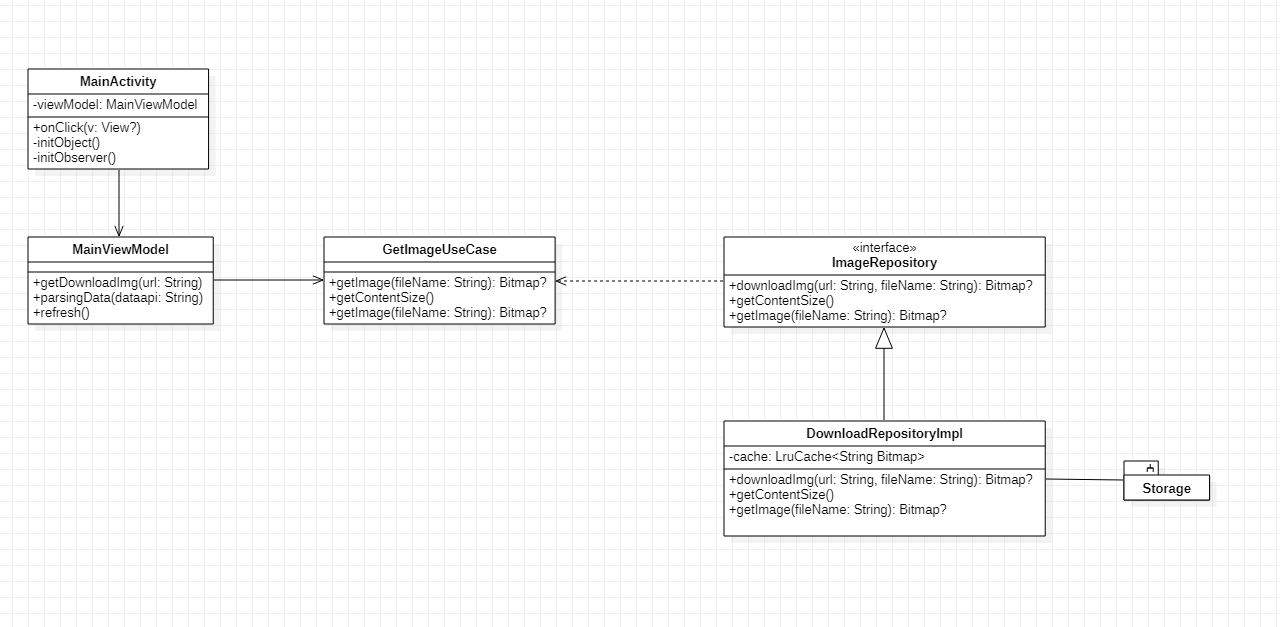 MainActivity
-viewModel: MainViewModel
+onClick(v: View?)
-initObject()
-initObserver()
MainViewModel
+getDownloadImg(url: String)
+parsingData(dataapi: String)
+refresh()
GetImageUseCase
+getImage(fileName: String): Bitmap?
+getContentSize()
+getImage(fileName: String): Bitmap?
«interface»
ImageRepository
+downloadImg(url: String, fileName: String): Bitmap?
+getContentSize()
+getImage(fileName: String): Bitmap?
DownloadRepositoryImpl
-cache: LruCache<String Bitmap>
+downloadImg(url: String, fileName: String): Bitmap?
+getContentSize()
+getImage(fileName: String): Bitmap?
Storage